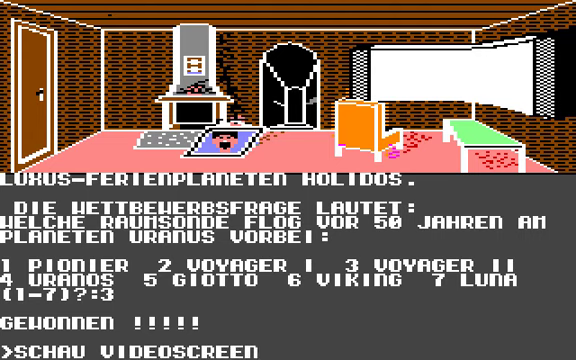 LUXUS-FERIENPLANETEN HOLIDOS.
DIE WETTBEWERBSFRAGE LAUTET:
WELCHE RAUMSONDE FLOG VOR 50 JAHREN AM
PLANETEN URANUS VORBEI:
1 PIONIER 2 VOYAGER I 3 VOYAGER II
4 URANOS 5 GIOTTO 6 VIKING 7 LUNA
(1-7)?:3
GEWONNEN !!!!!
>SCHAU VIDEOSCREEN